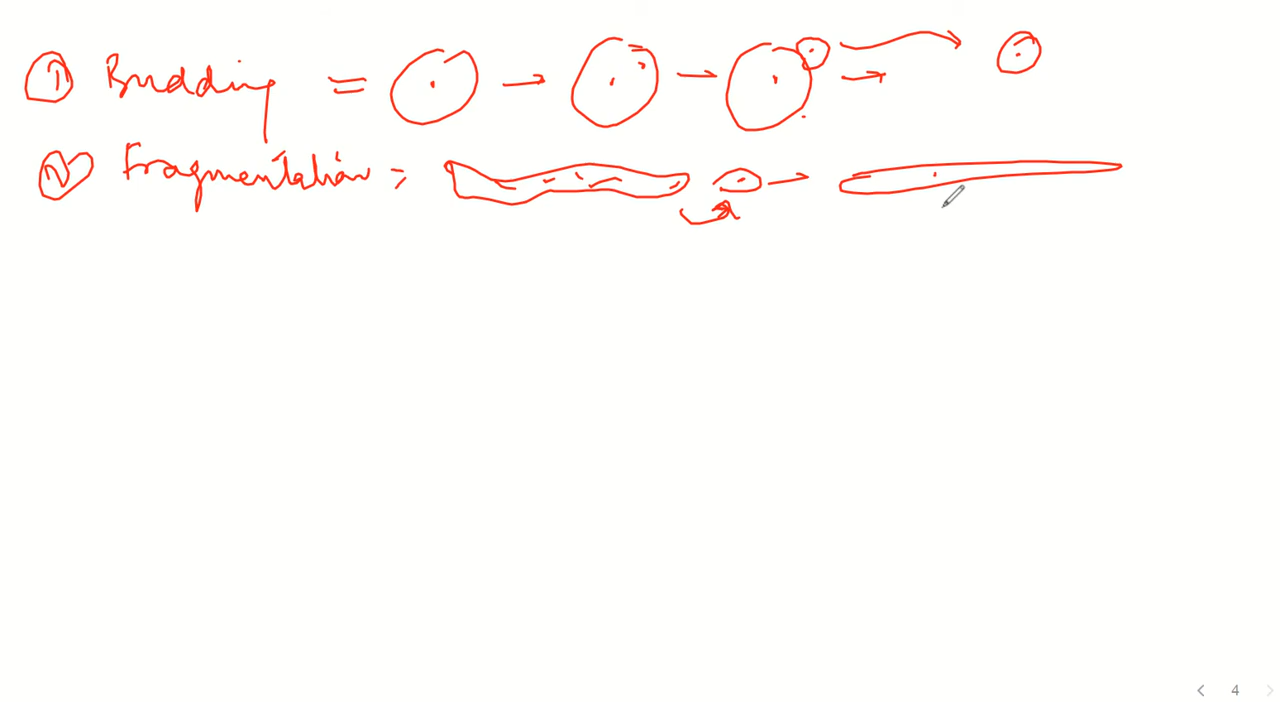 ① Budding =
② Fragmentation =
4